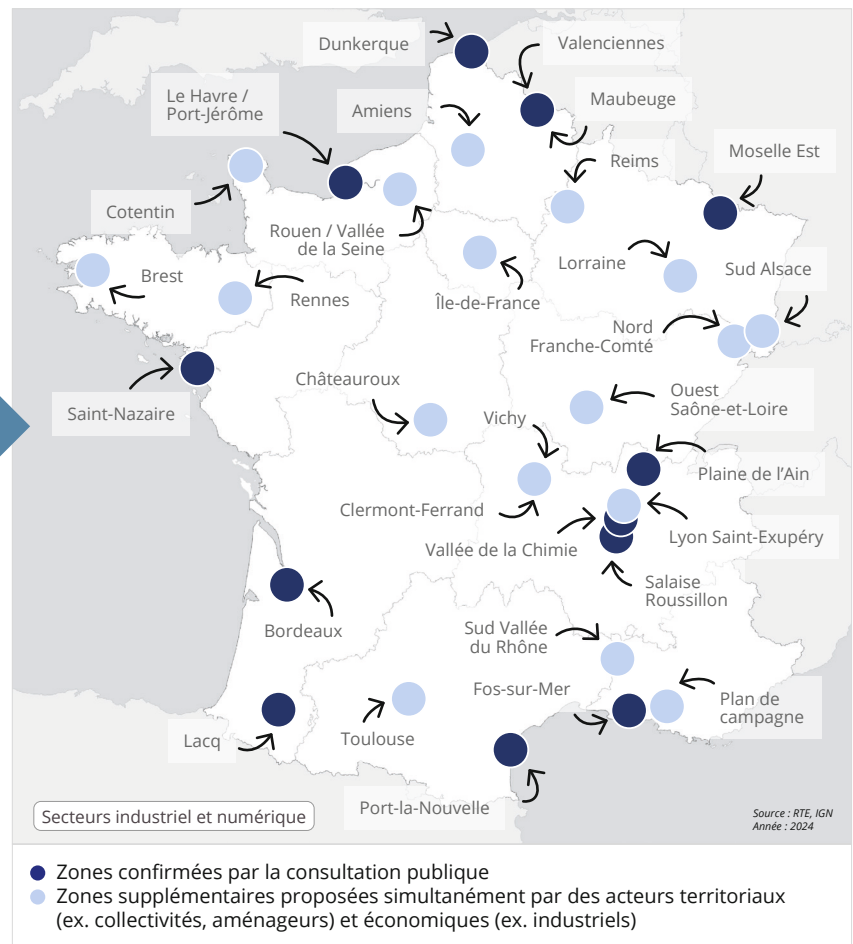 Dunkerque
Valenciennes
Le Havre /
Port-Jérôme
Amiens
Maubeuge
Reims
Moselle Est
Cotentin
Rouen / Vallée
de la Seine
Lorraine
Sud Alsace
Brest
Rennes
Île-de-France
Nord
Franche-Comté
Châteauroux
Ouest
Saône-et-Loire
Saint-Nazaire
Vichy
Plaine de l'Ain
Clermont-Ferrand
Lyon Saint-Exupéry
Vallée de la Chimie
Salaise
Roussillon
Bordeaux
Sud Vallée
du Rhône
Fos-sur-Mer
Plan de
campagne
Lacq
Toulouse
Port-la-Nouvelle
Secteurs industriel et numérique
Source : RTE, IGN
Année : 2024
Zones confirmées par la consultation publique
Zones supplémentaires proposées simultanément par des acteurs territoriaux
(ex. collectivités, aménageurs) et économiques (ex. industriels)